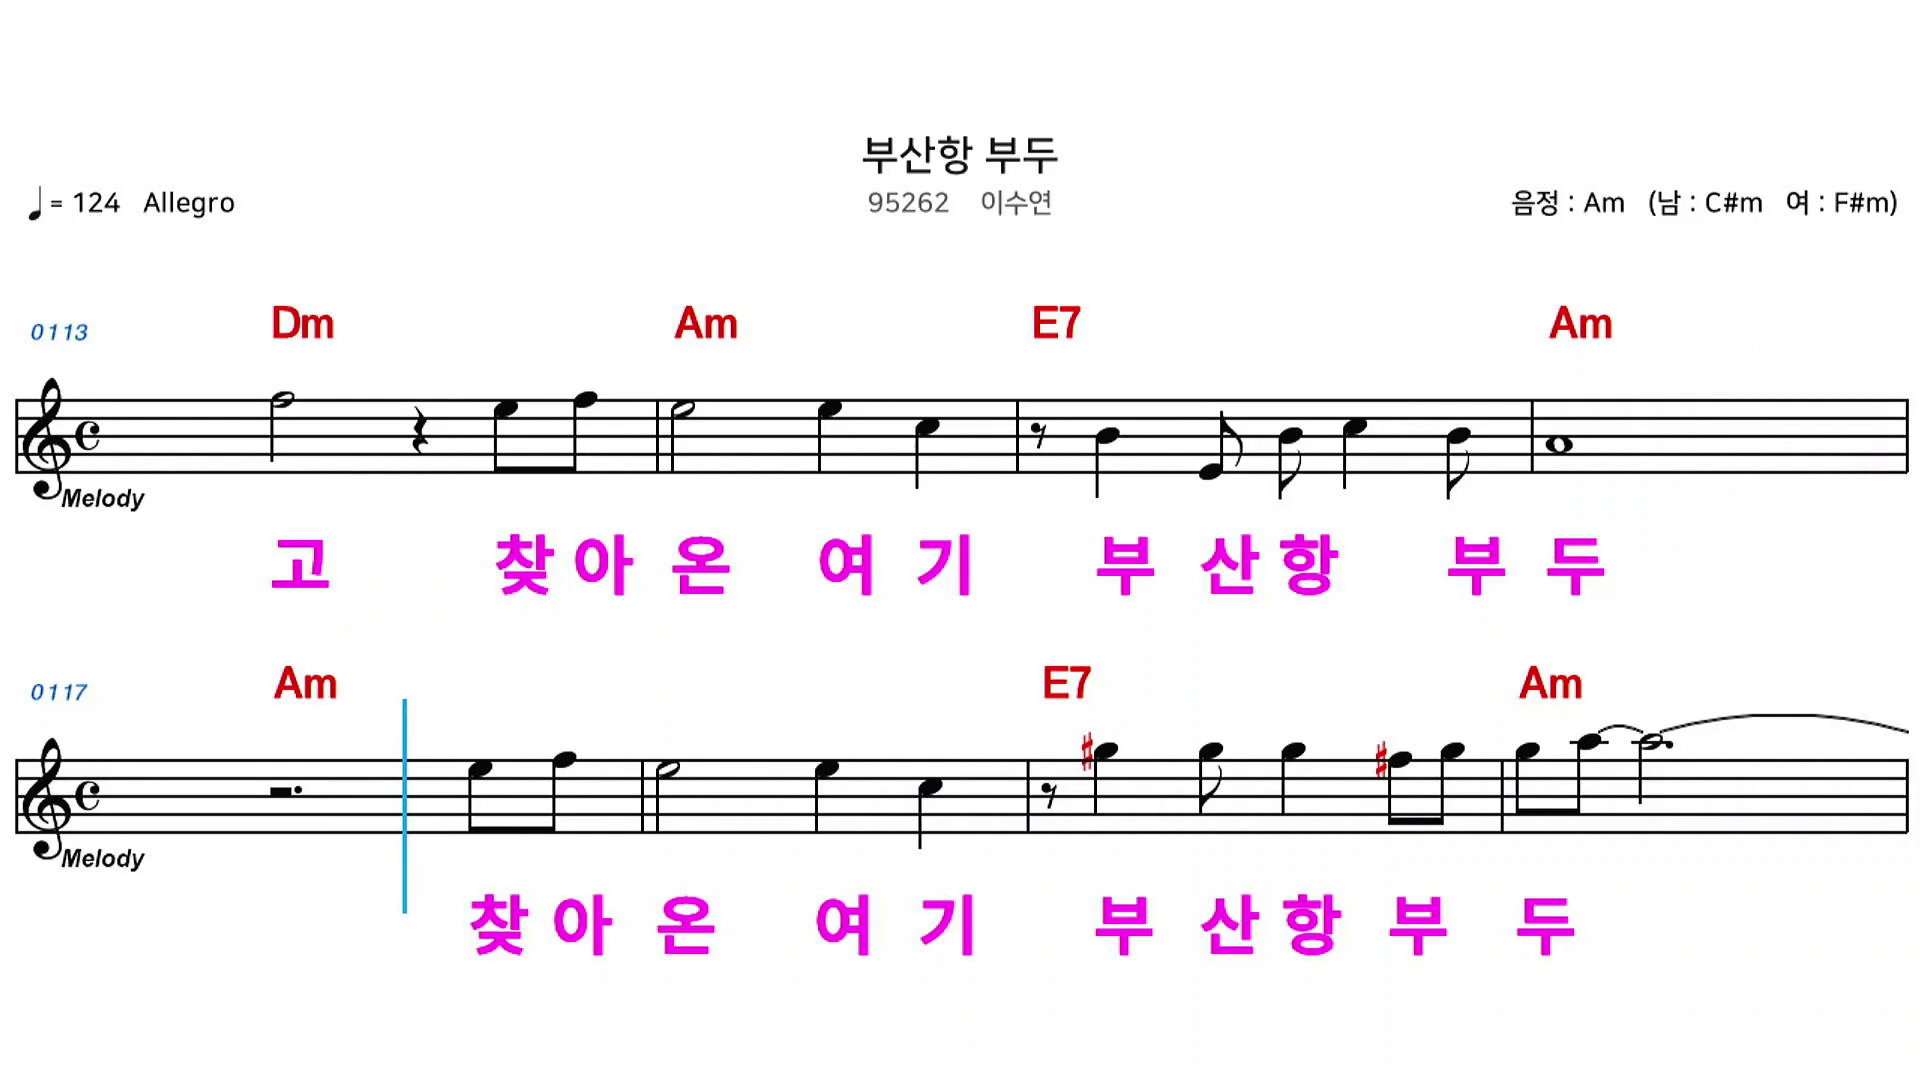 부산항 부두
♩= 124 Allegro
95262 이수연
음정 : Am (남 : C#m 여 : F#m)
0113 Dm Am E7 Am
Melody
고 찾 아 온 여 기 부 산 항 부 두
0117 Am E7 Am
Melody
찾 아 온 여 기 부 산 항 부 두